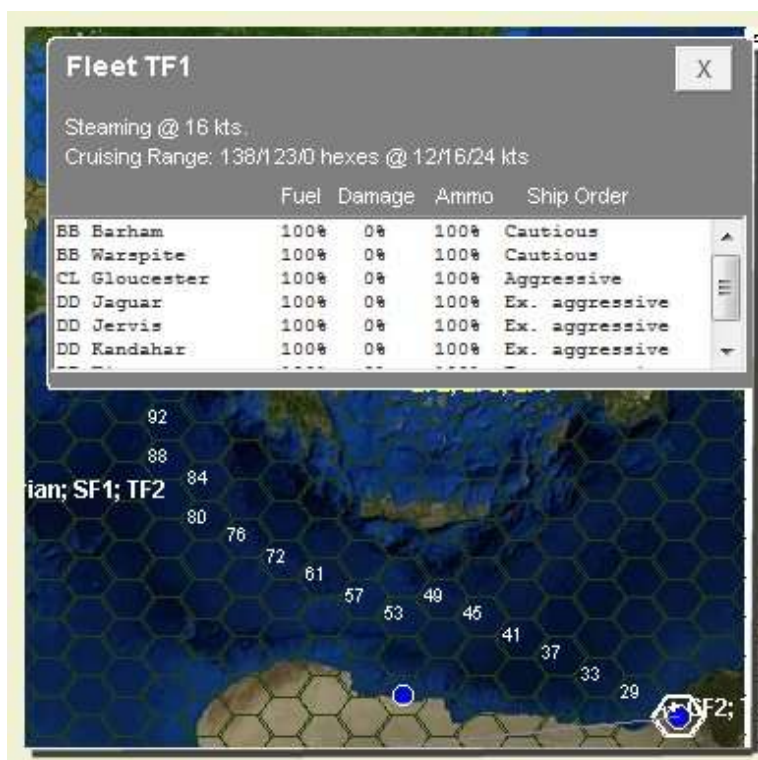 Fleet TF1
X
Steaming @ 16 kts.
Cruising Range: 138/123/0 hexes @ 12/16/24 kts
Fuel Damage Ammo Ship Order
BB Barham 100% 0% 100% Cautious
BB Warspite 100% 0% 100% Cautious
CL Gloucester 100% 0% 100% Aggressive
DD Jaguar 100% 0% 100% Ex. aggressive
DD Jervis 100% 0% 100% Ex. aggressive
DD Kandahar 100% 0% 100% Ex. aggressive
92
88
84
ian; SF1; TF2
80
76
72
61
57
49
53
45
41
37
33
29